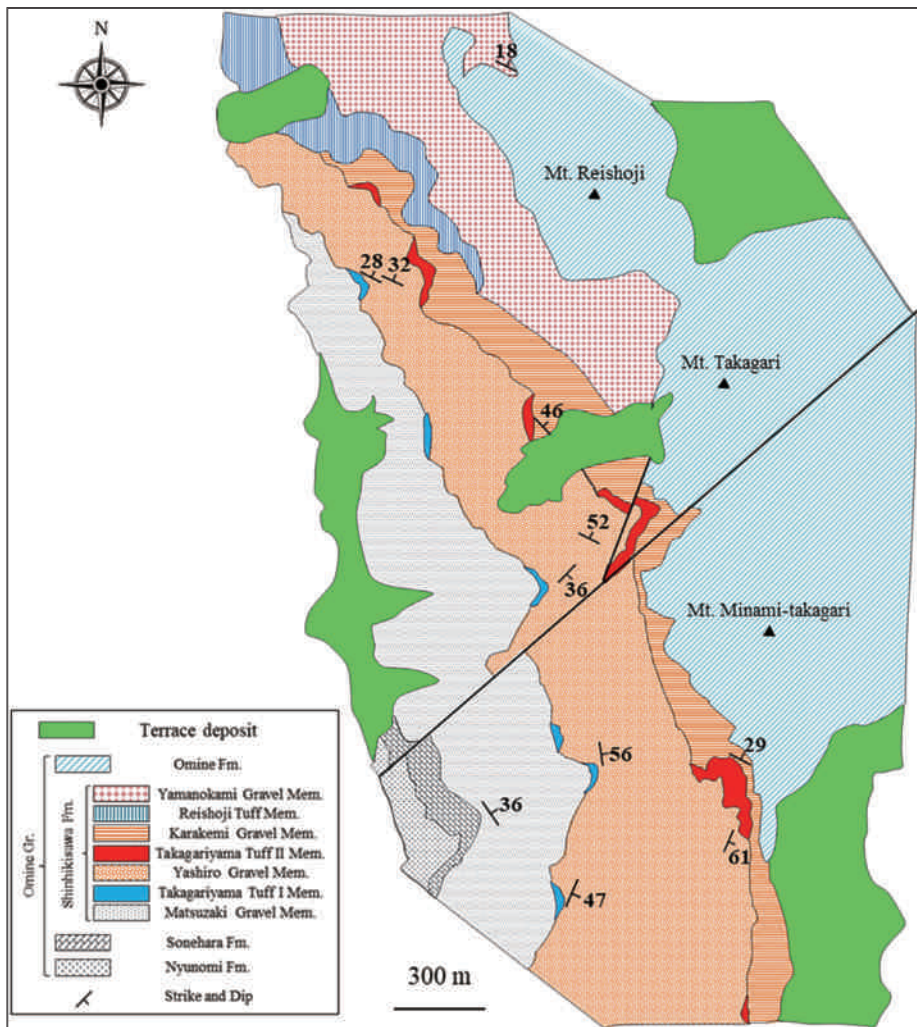 N
18
Mt. Reishoji
28
32
Mt. Takagari
46
52
36
Mt. Minami-takagari
56
29
36
61
47
300 m
Terrace deposit
Omine Gr.
Omine Fm.
Shinhikisawa Fm.
Yamanokami Gravel Mem.
Reishoji Tuff Mem.
Karakemi Gravel Mem.
Takagariyama Tuff II Mem.
Yashiro Gravel Mem.
Takagariyama Tuff I Mem.
Matsuzaki Gravel Mem.
Sonehara Fm.
Nyunomi Fm.
Strike and Dip